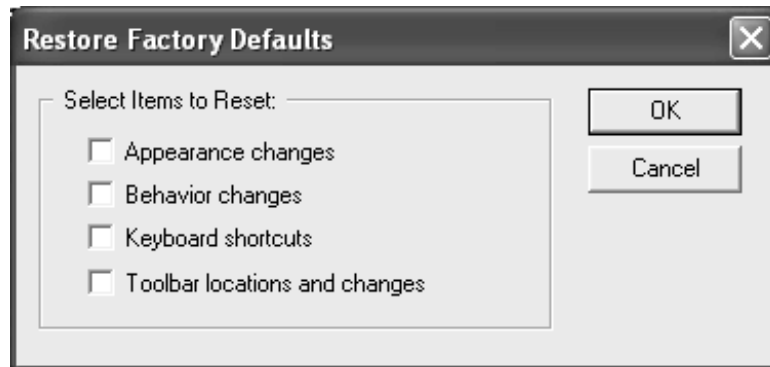 Restore Factory Defaults
Select Items to Reset:
OK
Appearance changes
Cancel
Behavior changes
Keyboard shortcuts
Toolbar locations and changes